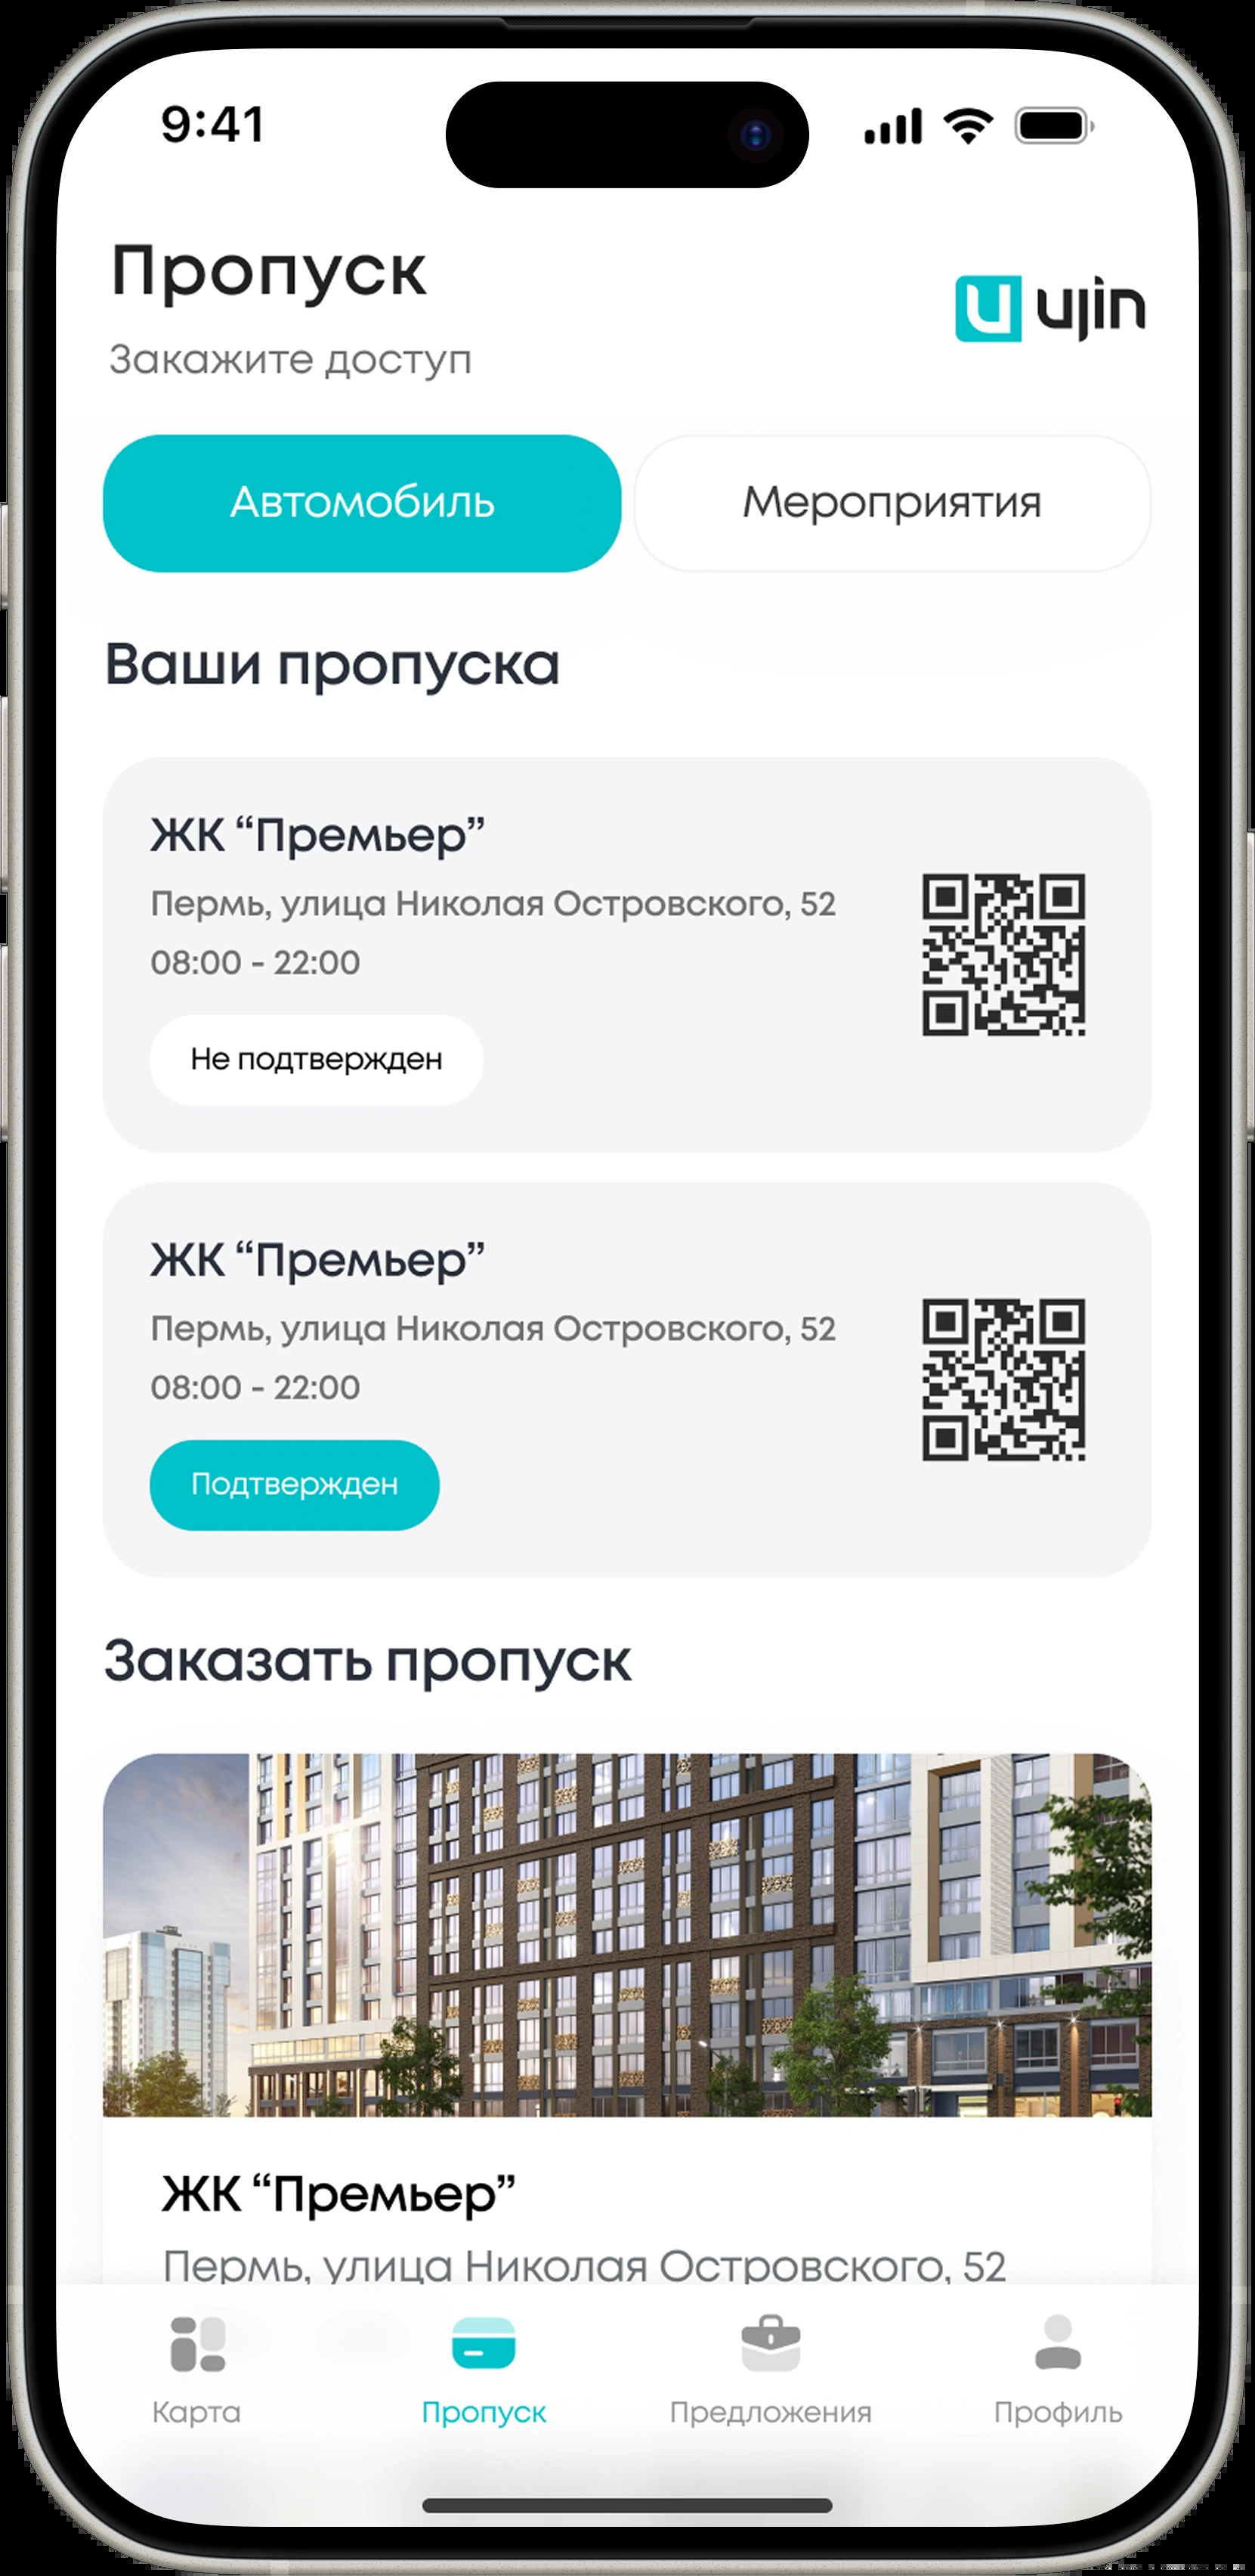 9:41
Пропуск
Закажите доступ
ujin
Автомобиль
Мероприятия
Ваши пропуска
ЖК “Премьер”
Пермь, улица Николая Островского, 52
08:00 - 22:00
Не подтвержден
ЖК “Премьер”
Пермь, улица Николая Островского, 52
08:00 - 22:00
Подтвержден
Заказать пропуск
ЖК “Премьер”
Пермь, улица Николая Островского, 52
Карта
Пропуск
Предложения
Профиль